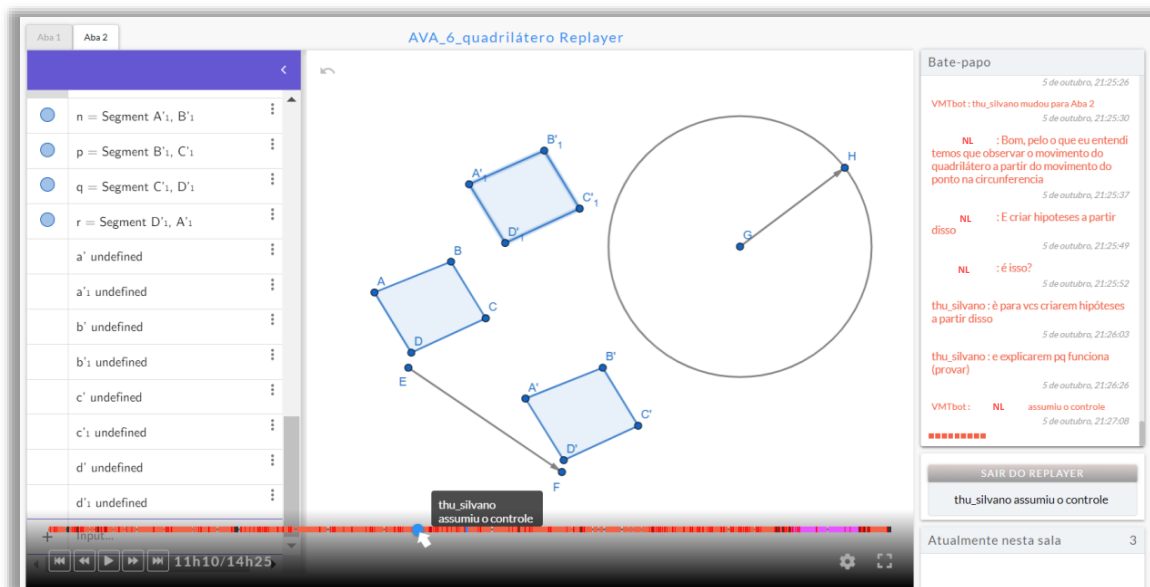 Aba 1
Aba 2
AVA_6_quadrilátero Replayer
n = Segment A'₁, B'₁
p = Segment B'₁, C'₁
q = Segment C'₁, D'₁
r = Segment D'₁, A'₁
a' undefined
a'₁ undefined
b' undefined
b'₁ undefined
c' undefined
c'₁ undefined
d' undefined
d'₁ undefined
+ Input...
B'₁
A'₁
C'₁
D'₁
H
G
B
A
C
D
E
B'
A'
C'
D'
F
thu_silvano
assumiu o controle
11h10/14h25
Bate-papo
5 de outubro, 21:25:26
VMTbot : thu_silvano mudou para Aba 2
5 de outubro, 21:25:30
NL : Bom, pelo o que eu entendi
temos que observar o movimento do
quadrilátero a partir do movimento do
ponto na circunferencia
5 de outubro, 21:25:37
NL : E criar hipoteses a partir
disso
5 de outubro, 21:25:49
NL : é isso?
5 de outubro, 21:25:52
thu_silvano : è para vcs criarem hipóteses
a partir disso
5 de outubro, 21:26:03
thu_silvano : e explicarem pq funciona
(provar)
5 de outubro, 21:26:26
VMTbot : NL assumiu o controle
5 de outubro, 21:27:08
SAIR DO REPLAYER
thu_silvano assumiu o controle
Atualmente nesta sala 3